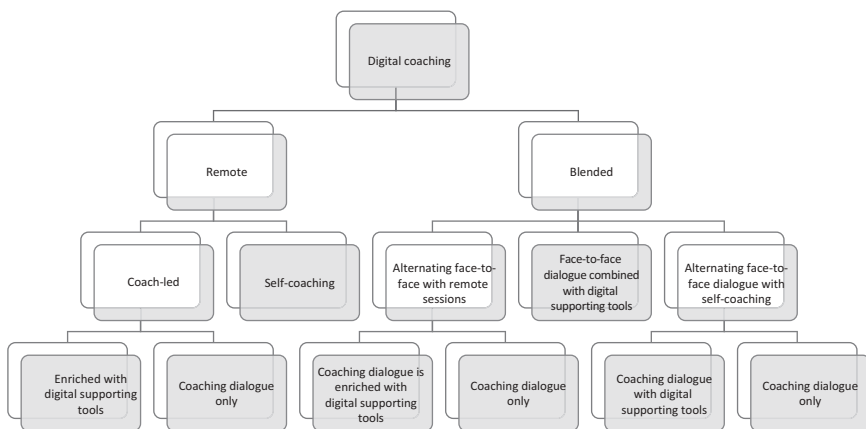 Digital coaching
Remote
Blended
Coach-led
Self-coaching
Alternating face-to-
face with remote
sessions
Face-to-face
dialogue combined
with digital
supporting tools
Alternating face-to-
face dialogue with
self-coaching
Enriched with
digital supporting
tools
Coaching dialogue
only
Coaching dialogue is
enriched with
digital supporting
tools
Coaching dialogue
only
Coaching dialogue
with digital
supporting tools
Coaching dialogue
only